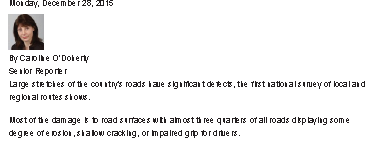 Monday, December 28, 2015
By Caroline O'Doherty
Senior Reporter
Large stretches of the country's roads have significant defects, the first national survey of local and
regional routes shows.
Most of the damage is to road surfaces with almost three quarters of all roads displaying some
degree of erosion, shallow cracking, or impaired grip for drivers.